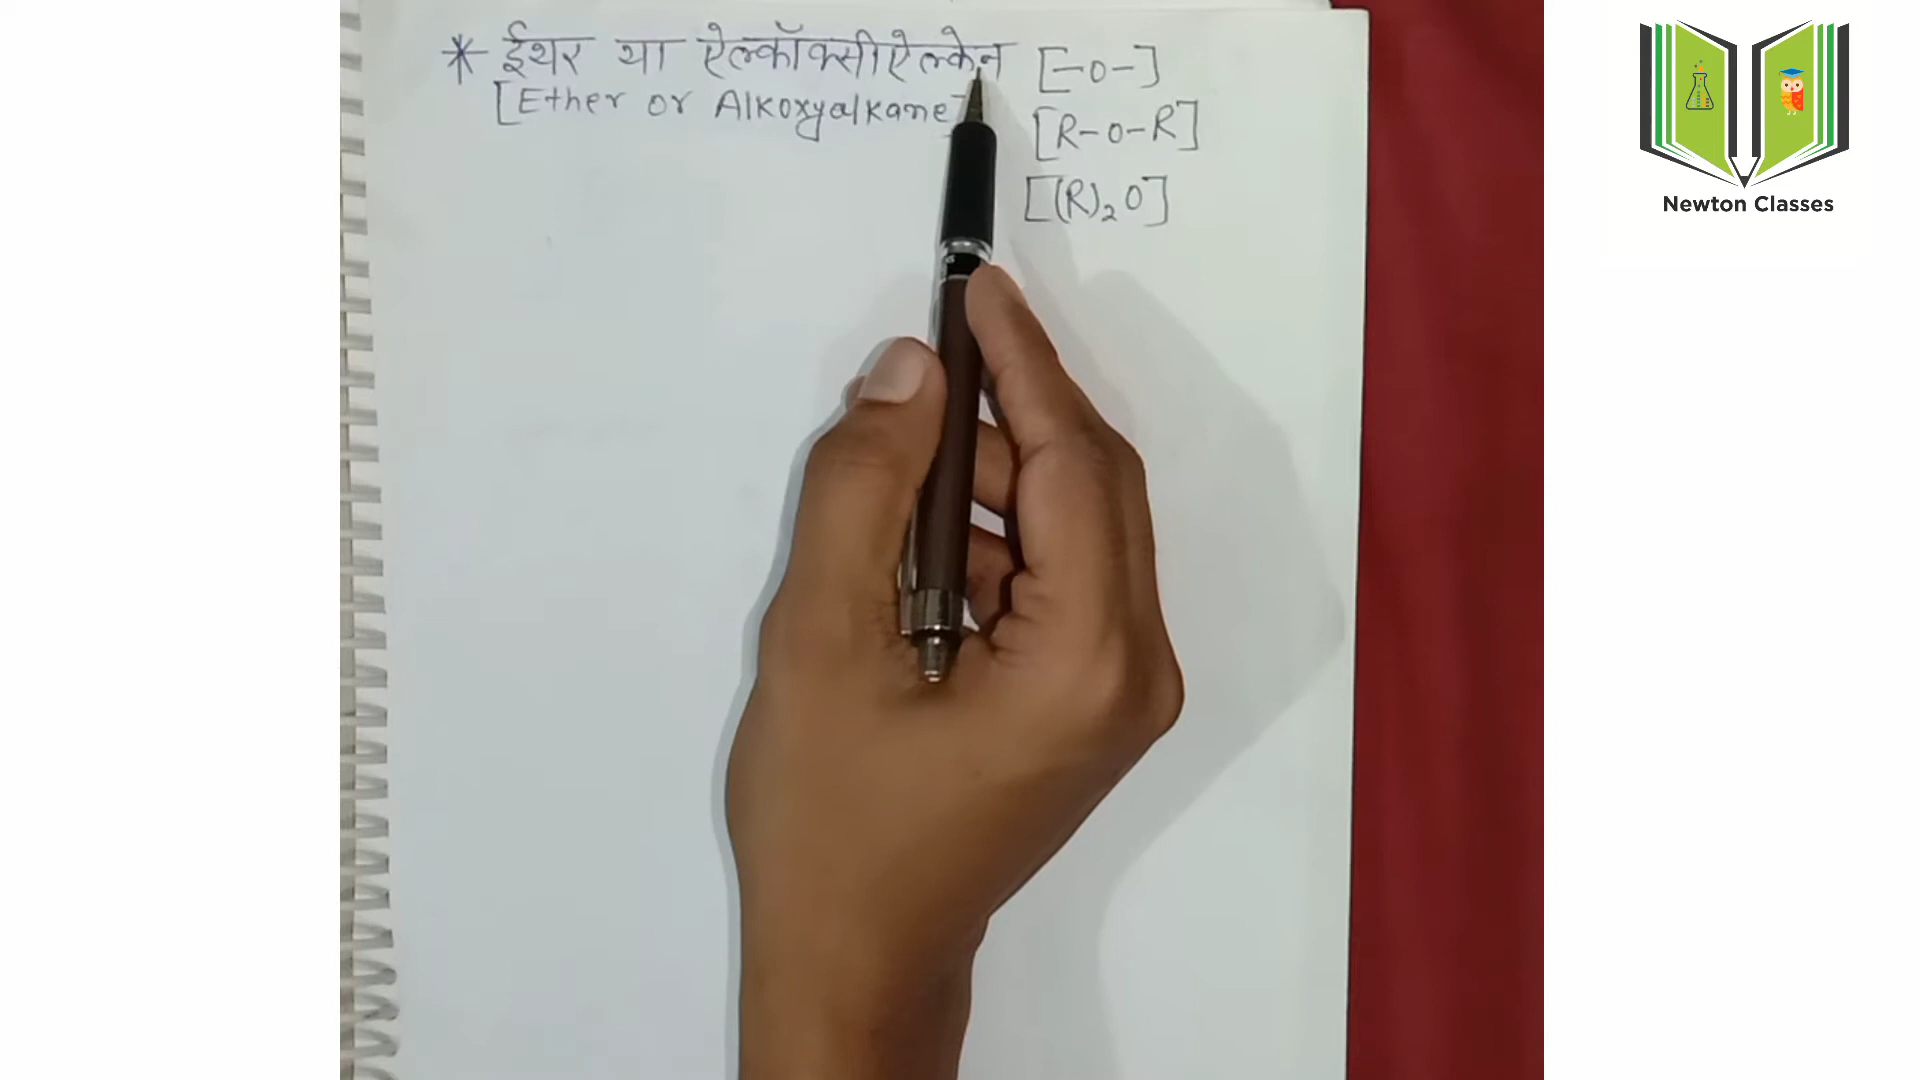 * ईथर या ऐल्कॉक्सीऐल्केन [-O-]
[Ether or Alkoxyalkane]
[R-O-R]
[(R)₂O]
Newton Classes